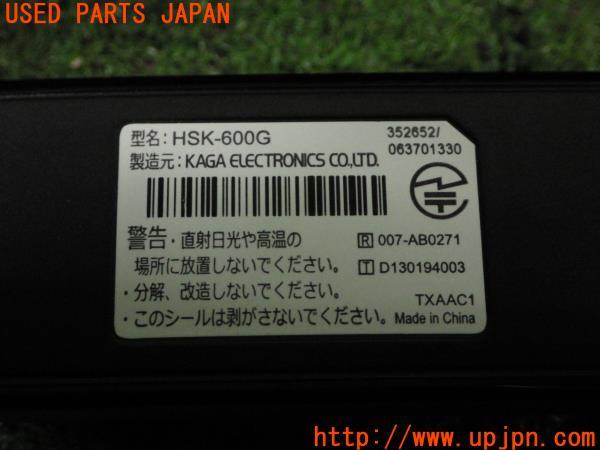 USED PARTS JAPAN
型名: HSK-600G
製造元: KAGA ELECTRONICS CO.,LTD.
352652/
063701330
警告・直射日光や高温の
場所に放置しないでください。
・分解、改造しないでください。
・このシールは剥がさないでください。
R 007-AB0271
T D130194003
TXAAC1
Made in China
USED PARTS JAPAN
http://www.upjpn.com